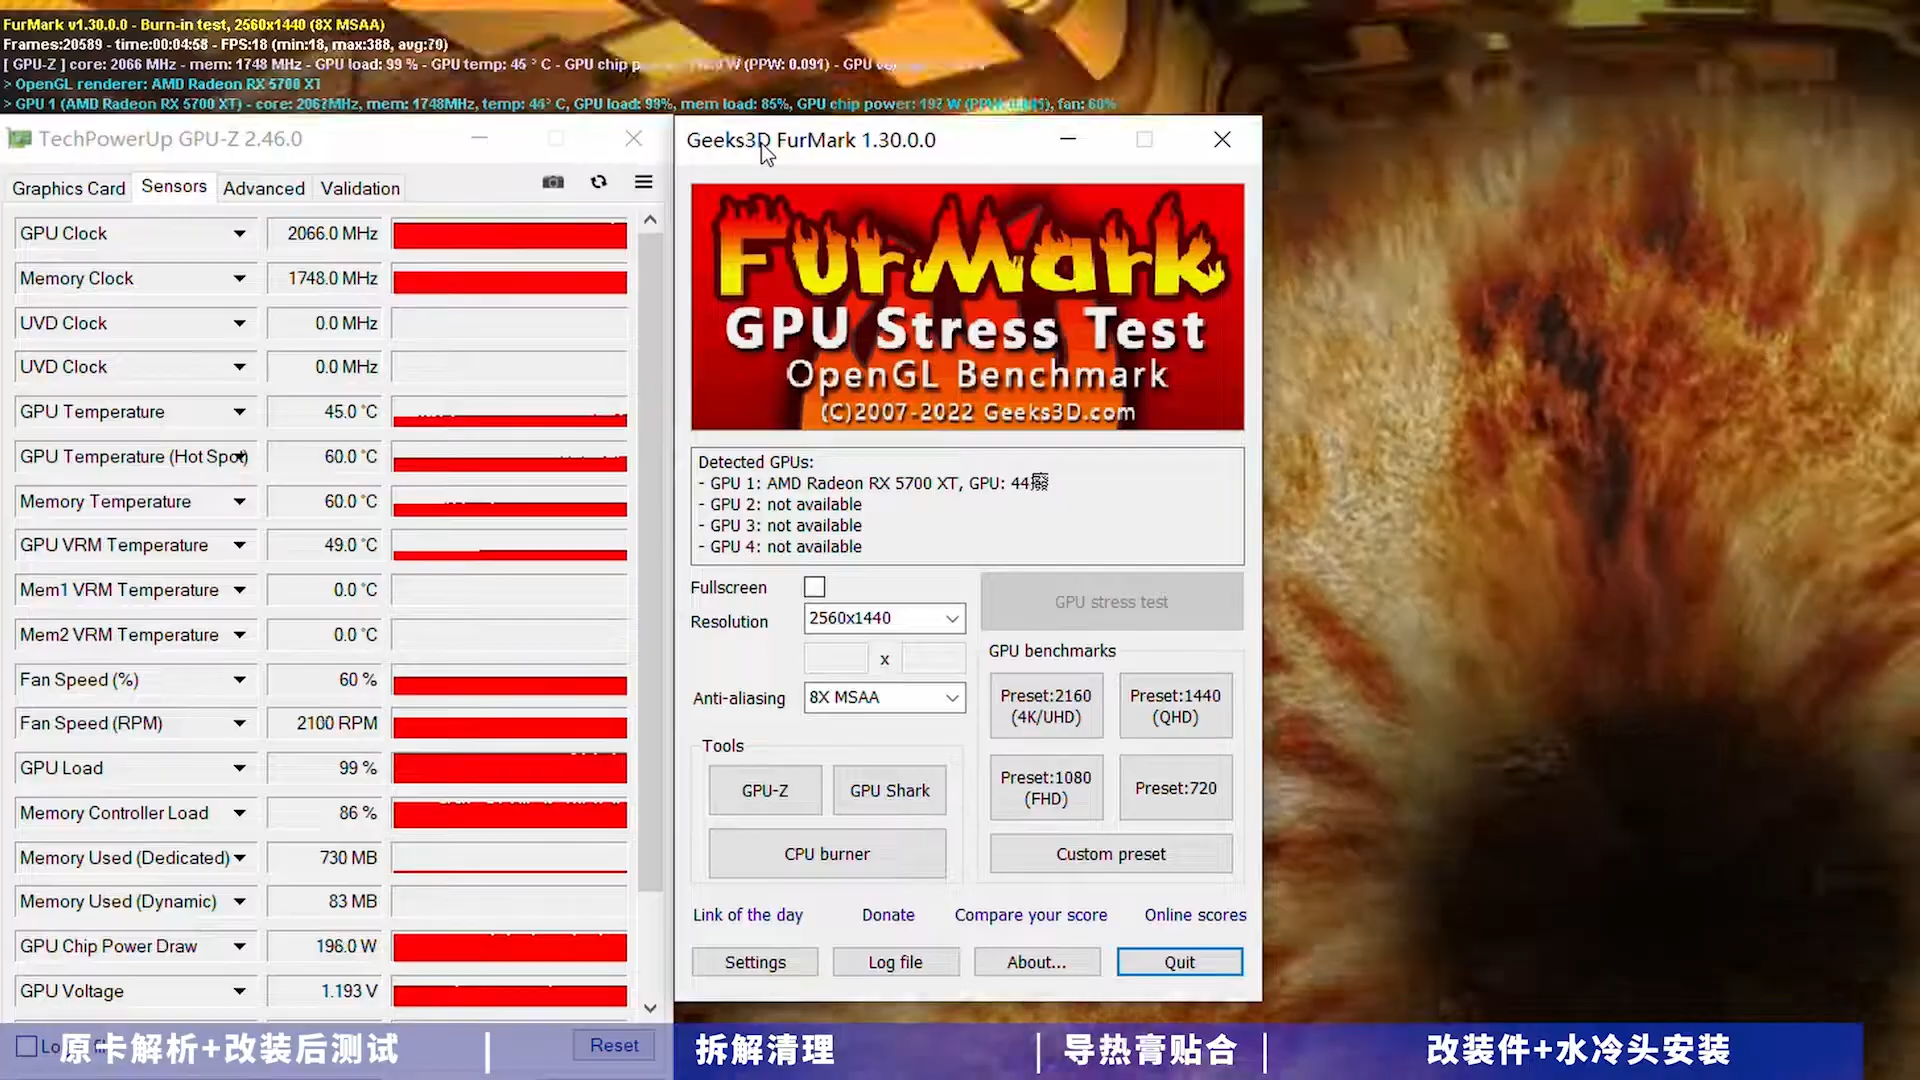 FurMark v1.30.0.0 - Burn-in test, 2560x1440 (8X MSAA)
Frames:20589 - time:00:04:58 - FPS:18 (min:18, max:388, avg:79)
[ GPU-Z ] core: 2066 MHz - mem: 1748 MHz - GPU load: 99 % - GPU temp: 45 ° C - GPU chip W (PPW: 0.091) - GPU
> OpenGL renderer: AMD Radeon RX 5700 XT
> GPU 1 (AMD Radeon RX 5700 XT) - core: MHz, mem: 1748MHz, temp: 44° C, GPU load: 99%, mem load: 85%, GPU chip power: W fan: 60%
TechPowerUp GPU-Z 2.46.0
Graphics Card Sensors Advanced Validation
GPU Clock 2066.0 MHz
Memory Clock 1748.0 MHz
UVD Clock 0.0 MHz
UVD Clock 0.0 MHz
GPU Temperature 45.0 °C
GPU Temperature (Hot Spot) 60.0 °C
Memory Temperature 60.0 °C
GPU VRM Temperature 49.0 °C
Mem1 VRM Temperature 0.0 °C
Mem2 VRM Temperature 0.0 °C
Fan Speed (%) 60 %
Fan Speed (RPM) 2100 RPM
GPU Load 99 %
Memory Controller Load 86 %
Memory Used (Dedicated) 730 MB
Memory Used (Dynamic) 83 MB
GPU Chip Power Draw 196.0 W
GPU Voltage 1.193 V
Reset
Geeks3D FurMark 1.30.0.0
FurMark
GPU Stress Test
OpenGL Benchmark
(C)2007-2022 Geeks3D.com
Detected GPUs:
- GPU 1: AMD Radeon RX 5700 XT, GPU: 44
- GPU 2: not available
- GPU 3: not available
- GPU 4: not available
Fullscreen
Resolution 2560x1440
x
Anti-aliasing 8X MSAA
GPU stress test
GPU benchmarks
Preset:2160
(4K/UHD)
Preset:1440
(QHD)
Preset:1080
(FHD)
Preset:720
Custom preset
Tools
GPU-Z GPU Shark
CPU burner
Link of the day Donate Compare your score Online scores
Settings Log file About... Quit
原卡解析+改装后测试 | 拆解清理 | 导热膏贴合 | 改装件+水冷头安装